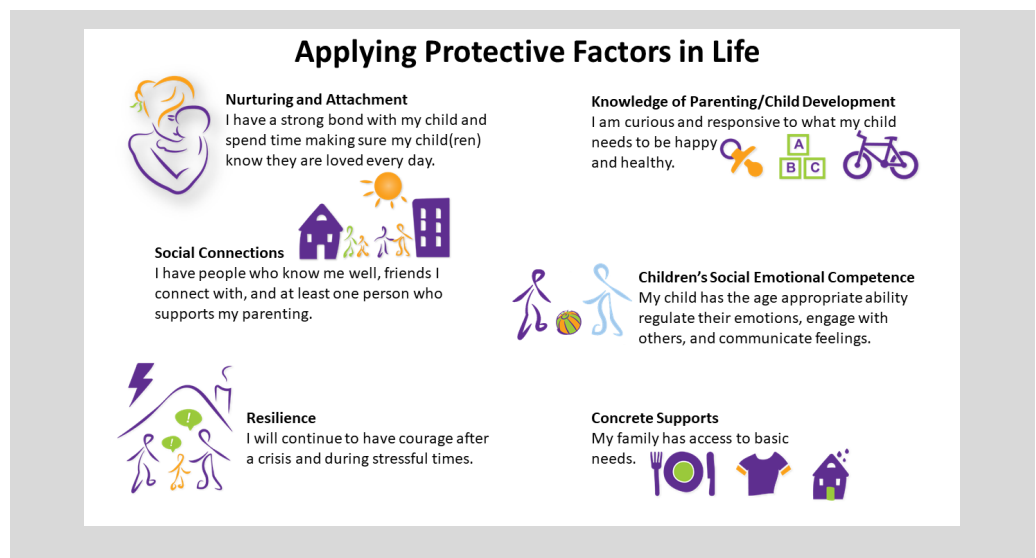 Applying Protective Factors in Life
Nurturing and Attachment
I have a strong bond with my child and
spend time making sure my child(ren)
know they are loved every day.
Knowledge of Parenting/Child Development
I am curious and responsive to what my child
needs to be happy
and healthy.
A
B C
Social Connections
I have people who know me well, friends I
connect with, and at least one person who
supports my parenting.
Children's Social Emotional Competence
My child has the age appropriate ability
regulate their emotions, engage with
others, and communicate feelings.
!
!
Resilience
I will continue to have courage after
a crisis and during stressful times.
Concrete Supports
My family has access to basic
needs.